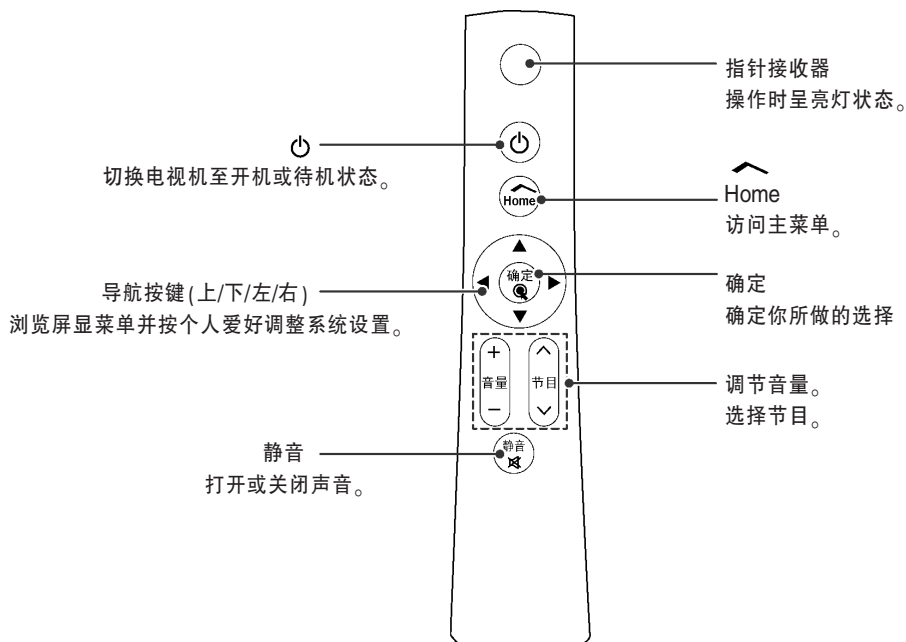 指针接收器
操作时呈亮灯状态。
切换电视机至开机或待机状态。
Home
Home
访问主菜单。
确定
确定
确定你所做的选择
导航按键(上/下/左/右)
浏览屏显菜单并按个人爱好调整系统设置。
+
音量
−
节目
调节音量。
选择节目。
静音
静音
打开或关闭声音。